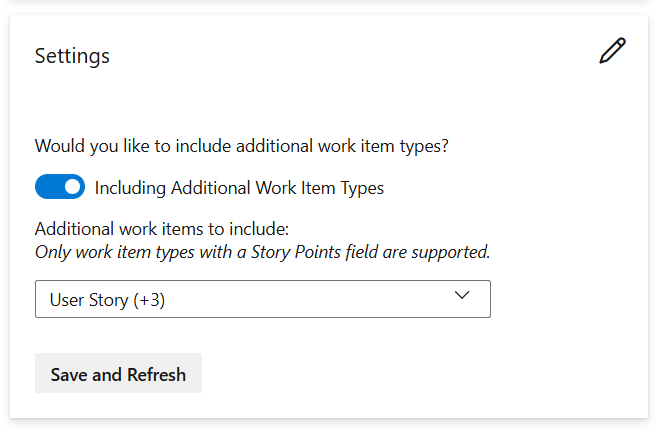 Settings
Would you like to include additional work item types?
Including Additional Work Item Types
Additional work items to include:
Only work item types with a Story Points field are supported.
User Story (+3)
Save and Refresh